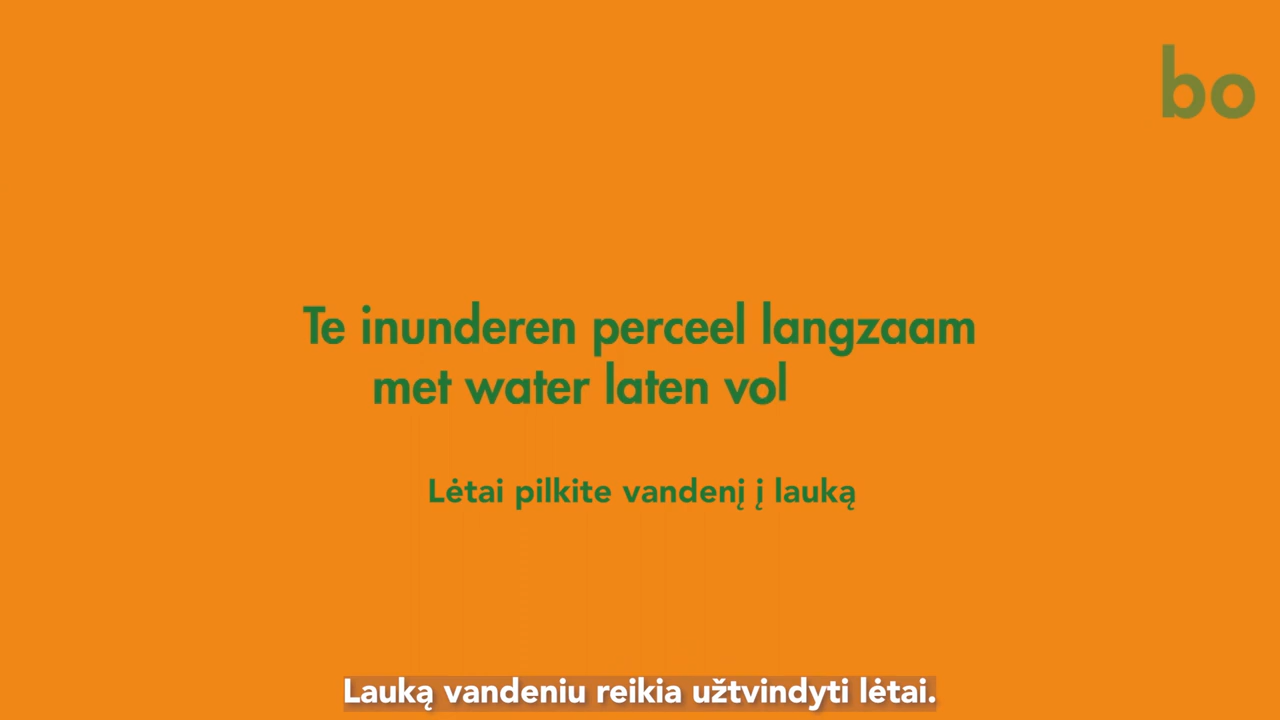 bo
Te inunderen perceel langzaam
met water laten vol
Lėtai pilkite vandenį į lauką
Lauką vandeniu reikia užtvindyti lėtai.